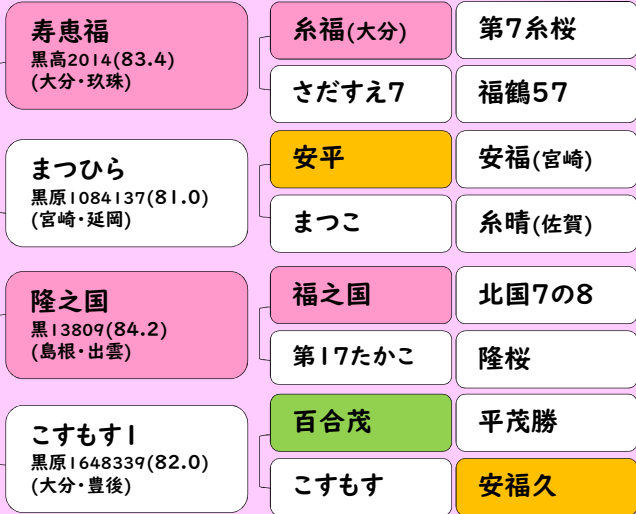 寿恵福
黒高2014(83.4)
(大分・玖珠)
糸福(大分)
第7糸桜
さだすえ7
福鶴57
まつひら
黒原1084137(81.0)
(宮崎・延岡)
安平
安福(宮崎)
まつこ
糸晴(佐賀)
隆之国
黒13809(84.2)
(島根・出雲)
福之国
北国7の8
第17たかこ
隆桜
こすもす1
黒原1648339(82.0)
(大分・豊後)
百合茂
平茂勝
こすもす
安福久